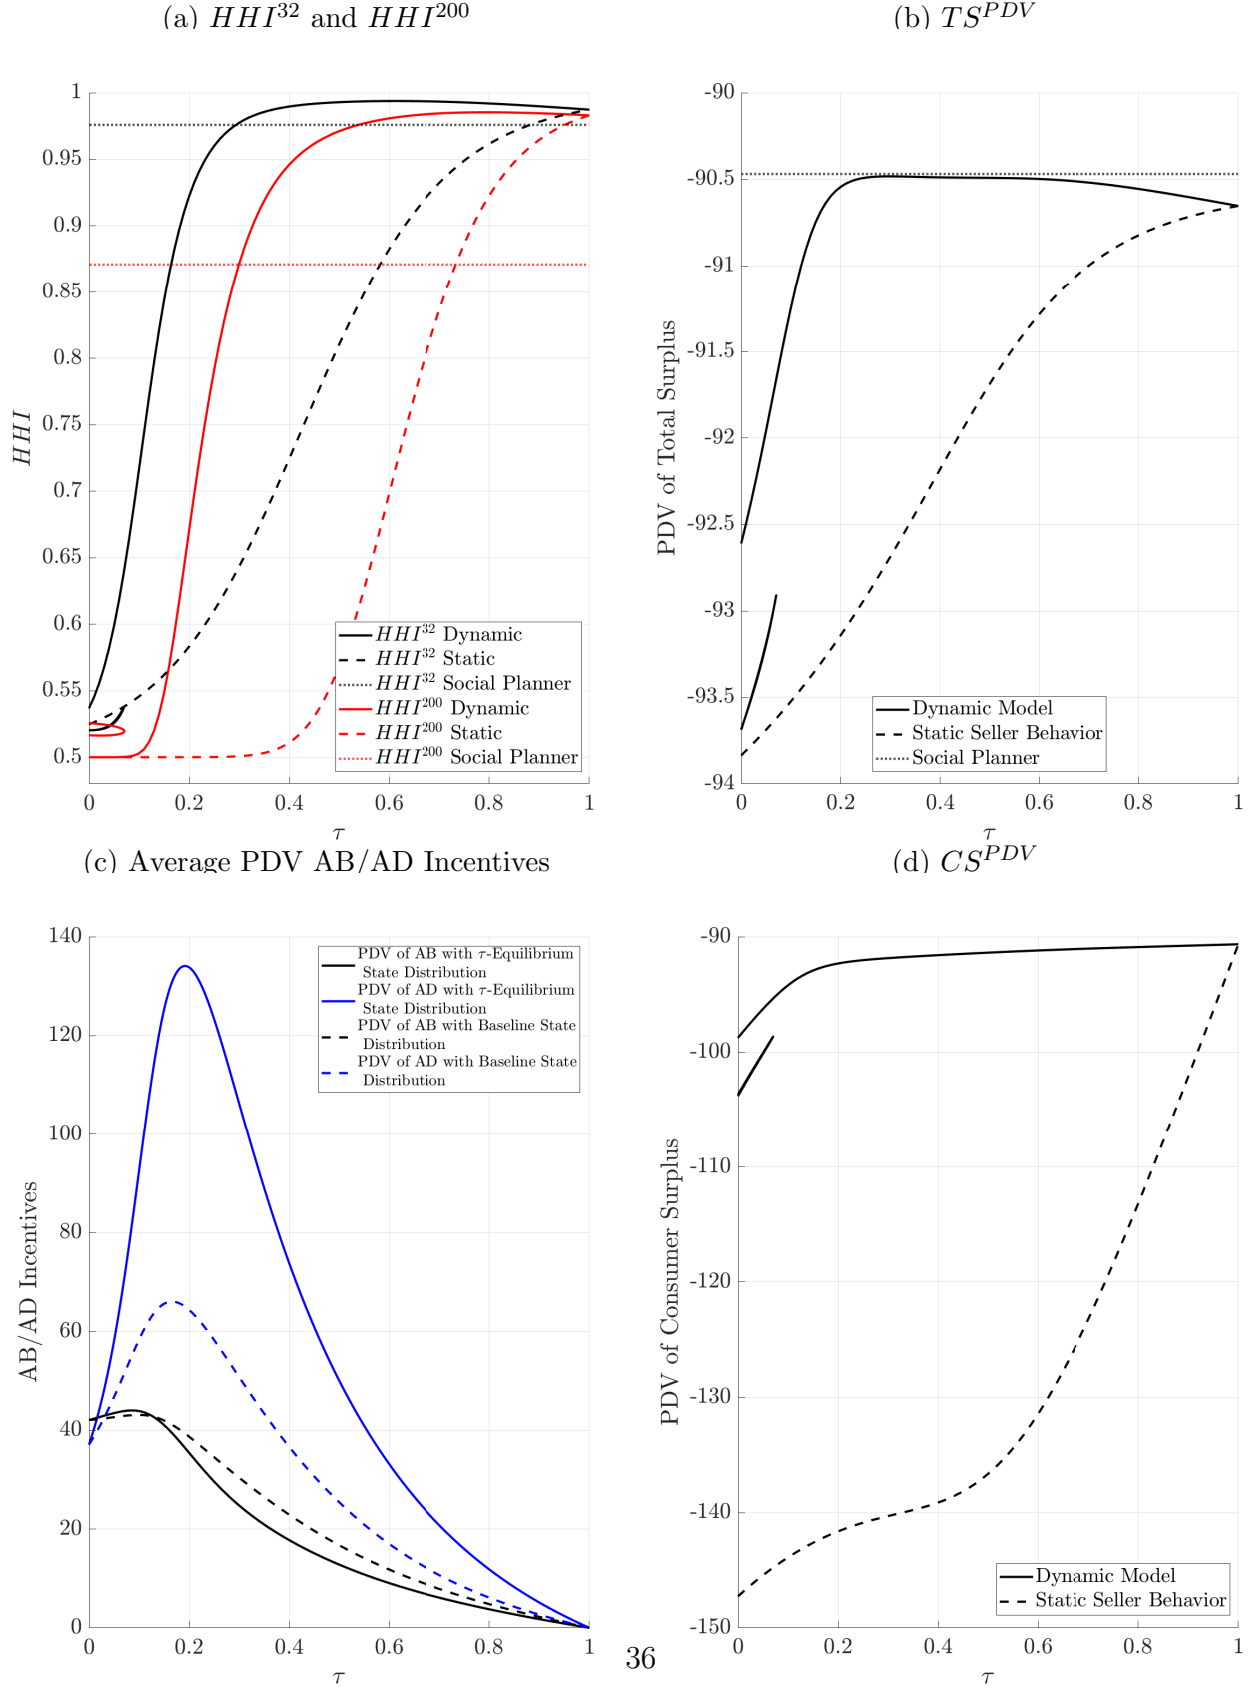 (a) HHI^32 and HHI^200
(b) TS^PDV
1
0.95
0.9
0.85
0.8
0.75
0.7
0.65
0.6
0.55
0.5
HHI
0 0.2 0.4 0.6 0.8 1
τ
HHI^32 Dynamic
HHI^32 Static
HHI^32 Social Planner
HHI^200 Dynamic
HHI^200 Static
HHI^200 Social Planner
-90
-90.5
-91
-91.5
-92
-92.5
-93
-93.5
-94
PDV of Total Surplus
0 0.2 0.4 0.6 0.8 1
τ
Dynamic Model
Static Seller Behavior
Social Planner
(c) Average PDV AB/AD Incentives
(d) CS^PDV
140
120
100
80
60
40
20
0
AB/AD Incentives
0 0.2 0.4 0.6 0.8 1
τ
PDV of AB with τ-Equilibrium
State Distribution
PDV of AD with τ-Equilibrium
State Distribution
PDV of AB with Baseline State
Distribution
PDV of AD with Baseline State
Distribution
-90
-100
-110
-120
-130
-140
-150
PDV of Consumer Surplus
0 0.2 0.4 0.6 0.8 1
τ
Dynamic Model
Static Seller Behavior
36